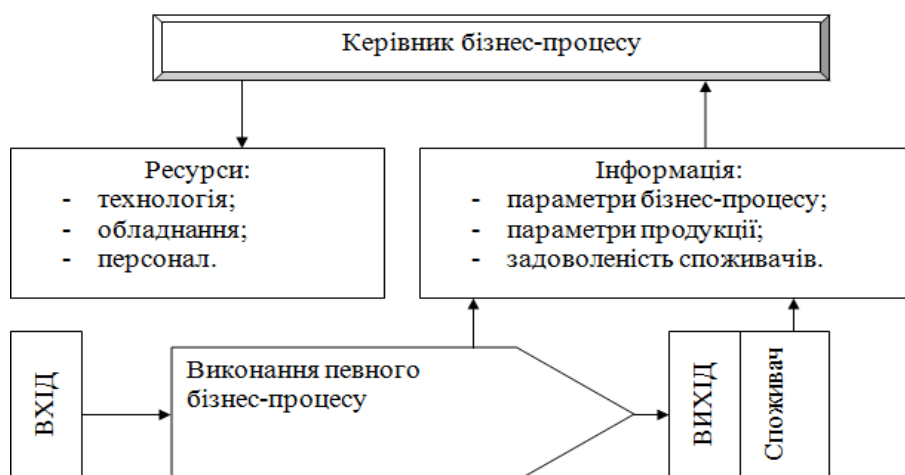 Керівник бізнес-процесу
Ресурси:
- технологія;
- обладнання;
- персонал.
Інформація:
- параметри бізнес-процесу;
- параметри продукції;
- задоволеність споживачів.
ВХІД
Виконання певного
бізнес-процесу
ВИХІД
Споживач